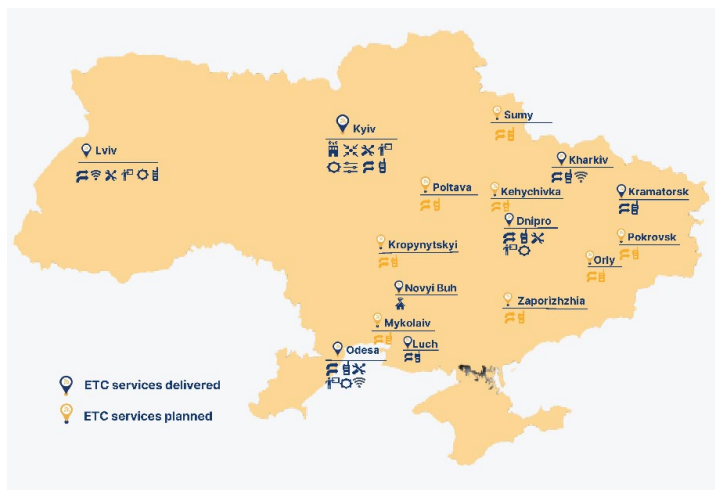 Sumy
Kyiv
Lviv
Kharkiv
Poltava
Kehychivka
Kramatorsk
Dnipro
Pokrovsk
Kropynytskyi
Orly
Novyi Buh
Zaporizhzhia
Mykolaiv
Luch
Odesa
ETC services delivered
ETC services planned